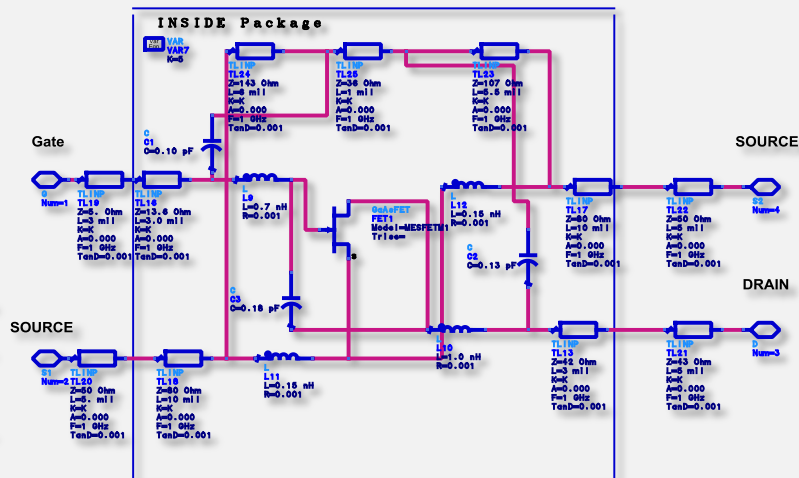 INSIDE Package
VAR
VAR7
K=5
TLINP
TL24
Z=143 Ohm
L=8 mil
K=K
A=0.000
F=1 GHz
TanD=0.001
TLINP
TL25
Z=36 Ohm
L=1 mil
K=K
A=0.000
F=1 GHz
TanD=0.001
TLINP
TL23
Z=107 Ohm
L=5.5 mil
K=K
A=0.000
F=1 GHz
TanD=0.001
C
C1
C=0.10 pF
Gate
G
Num=1
TLINP
TL19
Z=5. Ohm
L=3 mil
K=K
A=0.000
F=1 GHz
TanD=0.001
TLINP
TL16
Z=13.6 Ohm
L=3.0 mil
K=K
A=0.000
F=1 GHz
TanD=0.001
L
L9
L=0.7 nH
R=0.001
GaAsFET
FET1
Model=MESFETM1
Trise=
s
L
L12
L=0.15 nH
R=0.001
TLINP
TL17
Z=80 Ohm
L=10 mil
K=K
A=0.000
F=1 GHz
TanD=0.001
TLINP
TL22
Z=50 Ohm
L=5 mil
K=K
A=0.000
F=1 GHz
TanD=0.001
SOURCE
S2
Num=4
C
C2
C=0.13 pF
C
C3
C=0.18 pF
SOURCE
S1
Num=2
TLINP
TL20
Z=50 Ohm
L=5. mil
K=K
A=0.000
F=1 GHz
TanD=0.001
TLINP
TL18
Z=80 Ohm
L=10 mil
K=K
A=0.000
F=1 GHz
TanD=0.001
L
L11
L=0.15 nH
R=0.001
L
L10
L=1.0 nH
R=0.001
TLINP
TL13
Z=42 Ohm
L=3 mil
K=K
A=0.000
F=1 GHz
TanD=0.001
TLINP
TL21
Z=43 Ohm
L=5 mil
K=K
A=0.000
F=1 GHz
TanD=0.001
DRAIN
D
Num=3